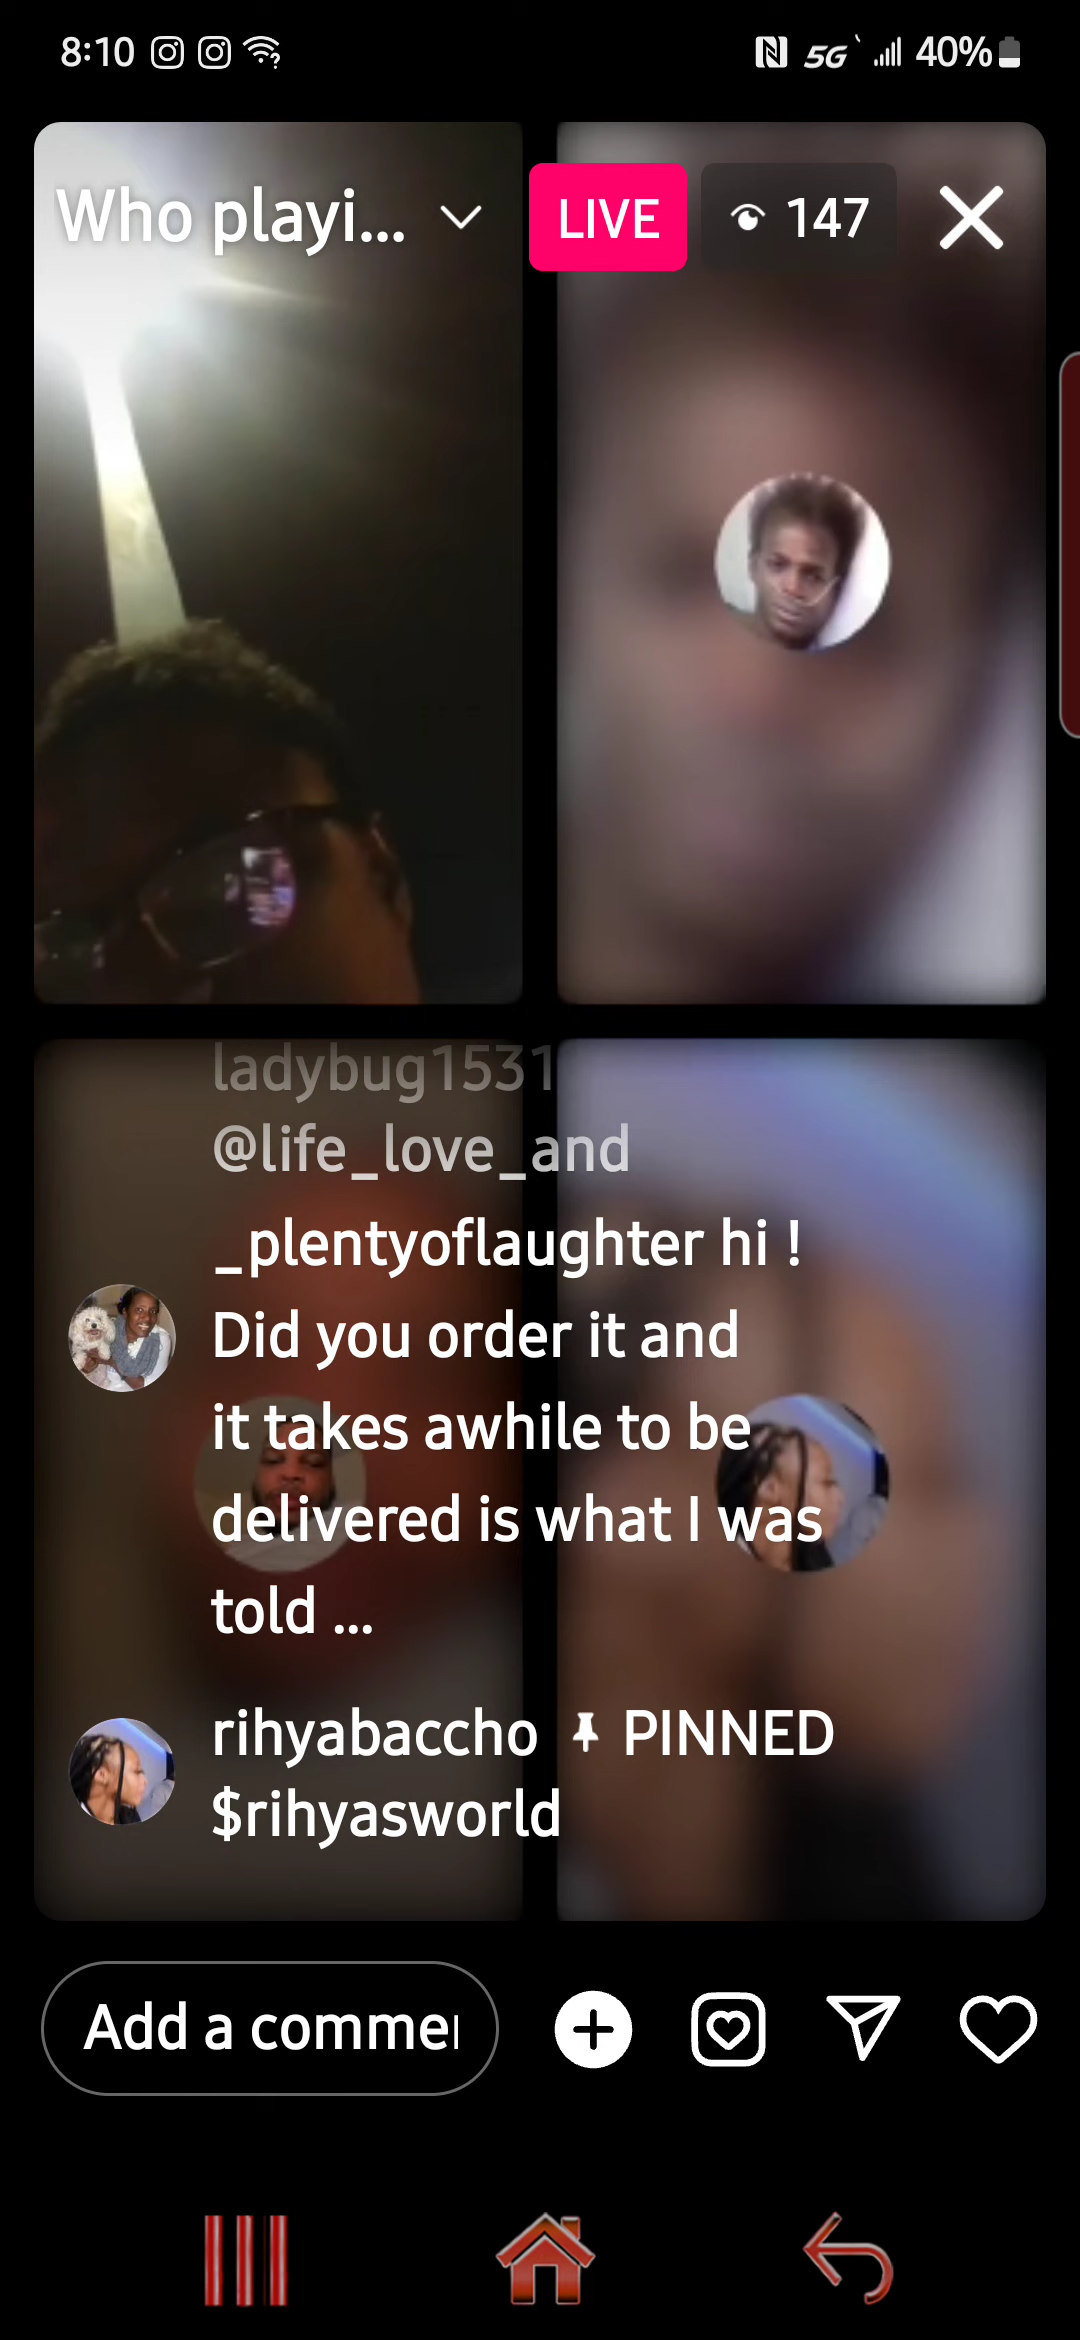 8:10 5G 40%
Who playi... LIVE 147
ladybug1531
@life_love_and
_plentyoflaughter hi !
Did you order it and
it takes awhile to be
delivered is what I was
told ...
rihyabaccho PINNED
$rihyasworld
Add a comme